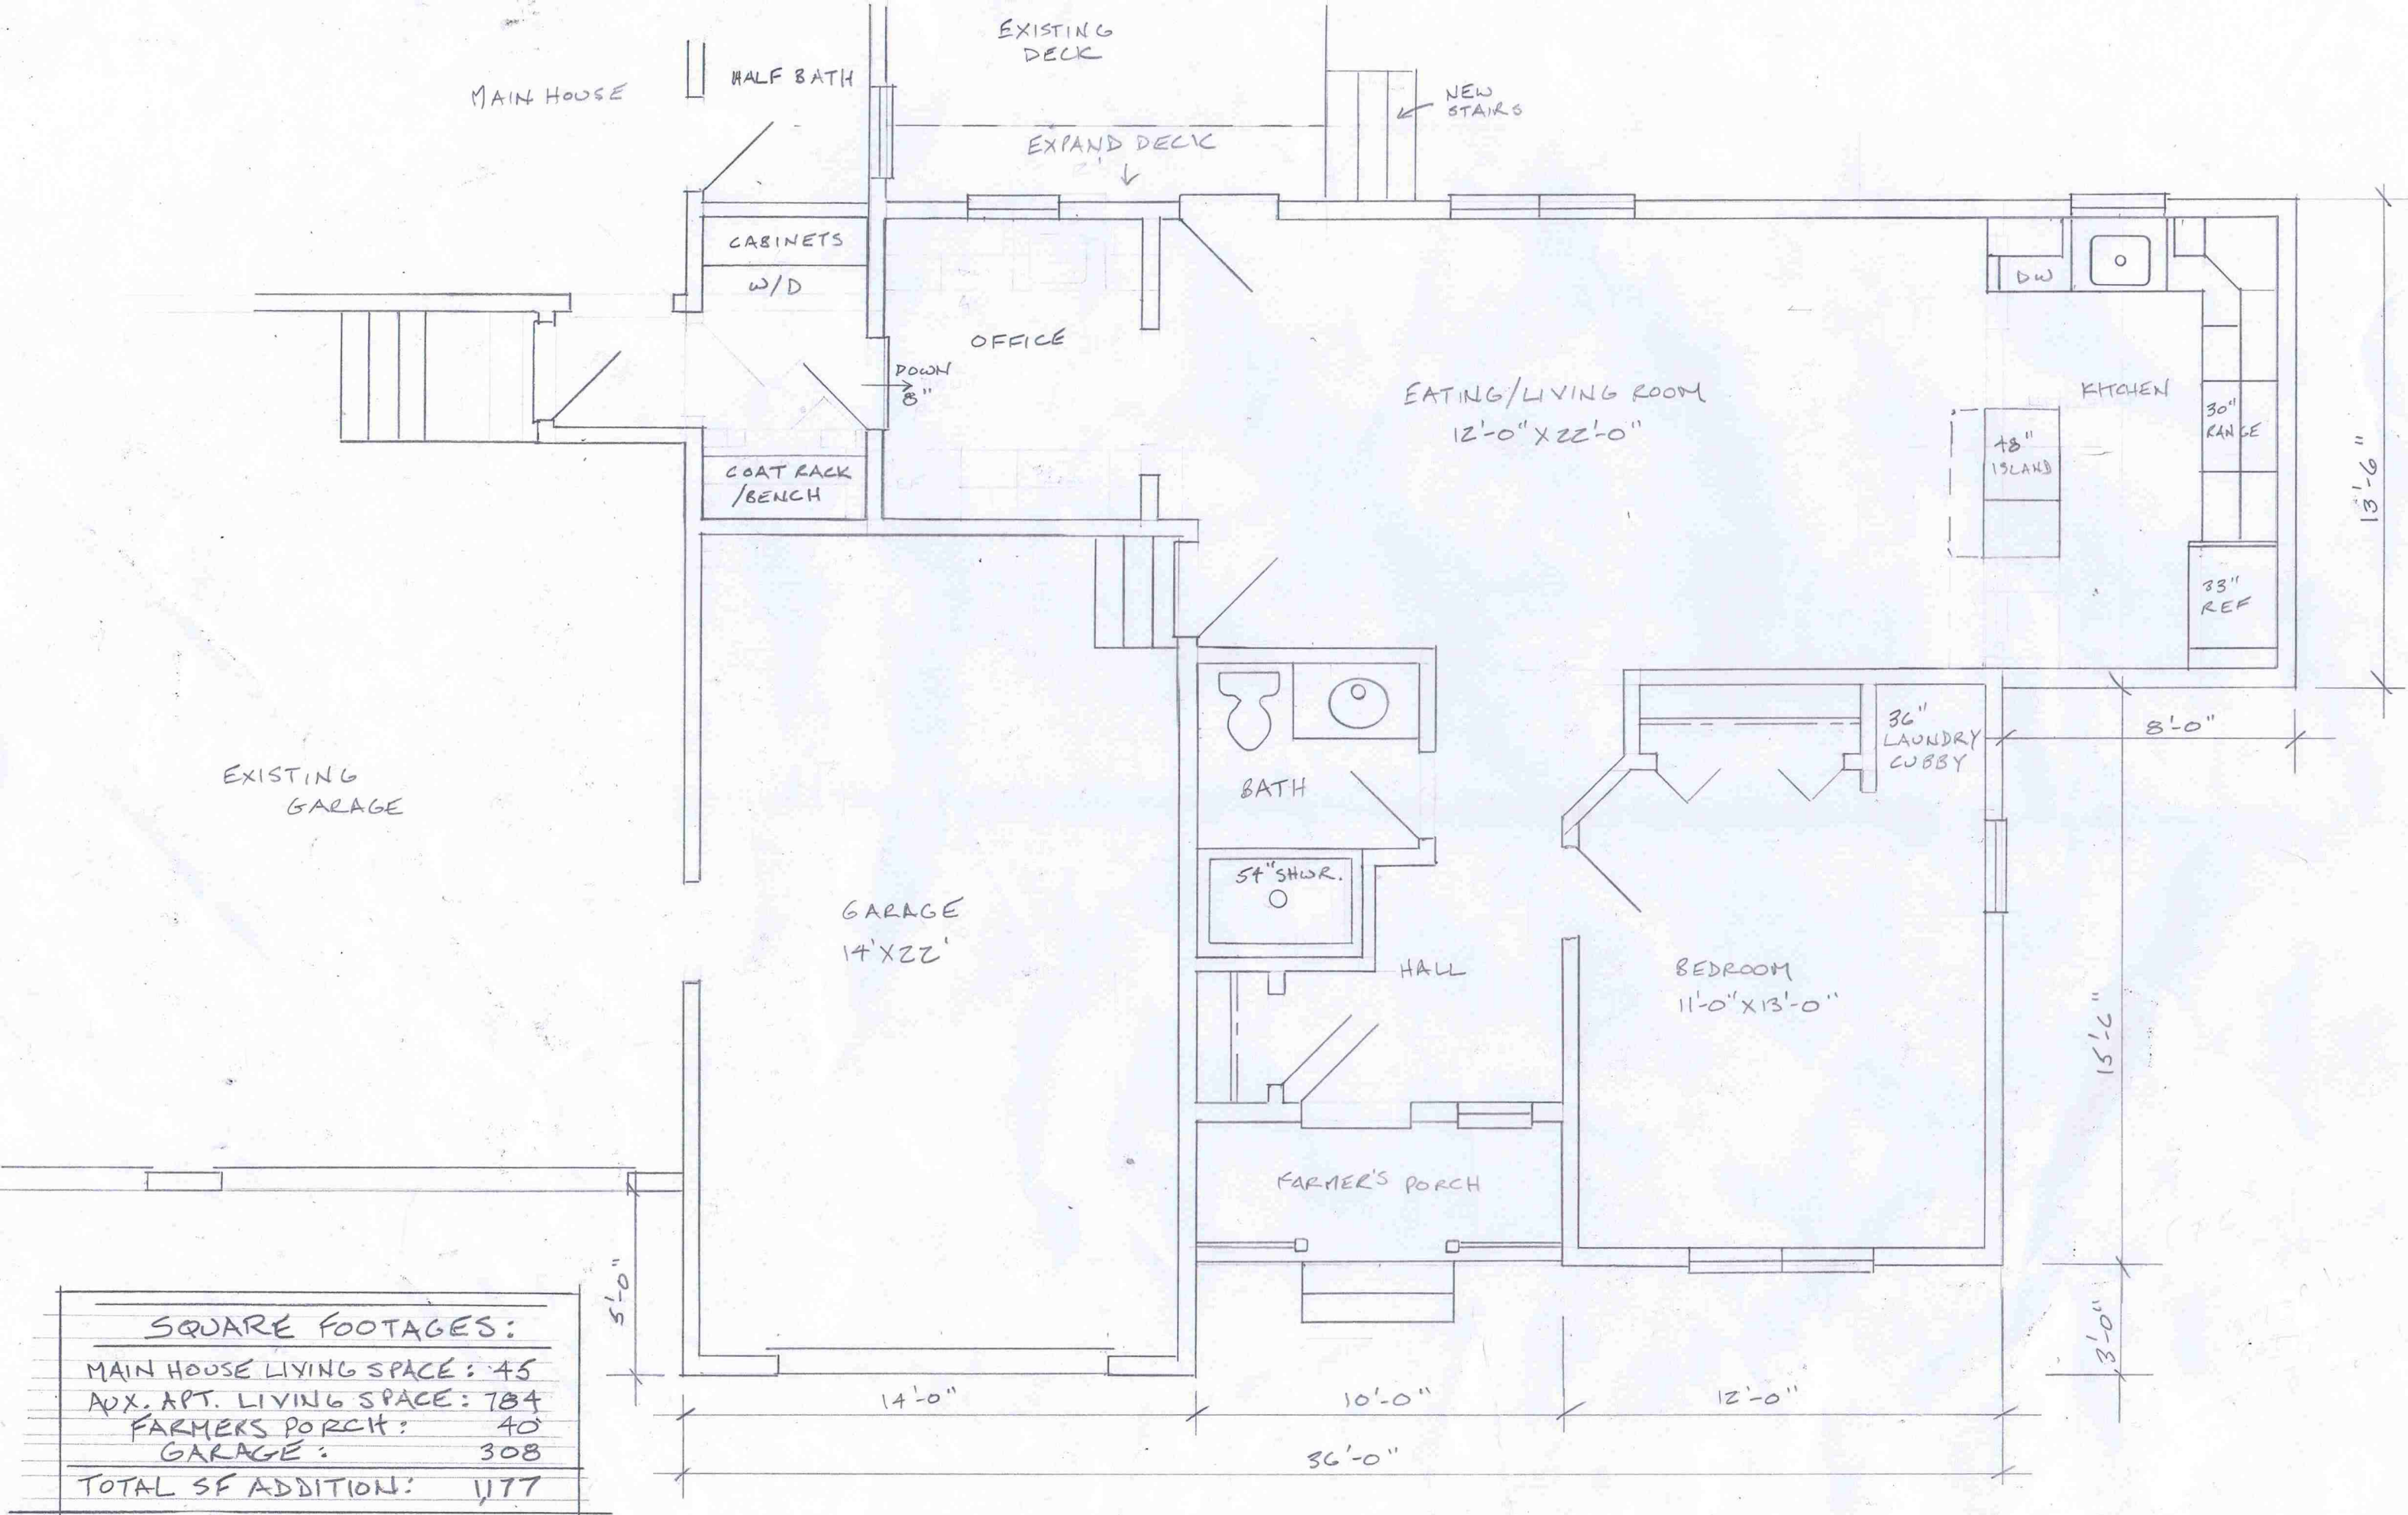 EXISTING
DECK
MAIN HOUSE
HALF BATH
NEW
STAIRS
EXPAND DECK
2'
CABINETS
W/D
OFFICE
DOWN
8"
COAT RACK
/BENCH
EATING/LIVING ROOM
12'-0" X 22'-0"
DW
KITCHEN
30"
RANGE
48"
ISLAND
33"
REF
13'-6"
36"
LAUNDRY
CUBBY
8'-0"
EXISTING
GARAGE
BATH
54" SHWR.
GARAGE
14' X 22'
HALL
BEDROOM
11'-0" X 13'-0"
15'-6"
FARMER'S PORCH
5'-0"
3'-0"
14'-0"
10'-0"
12'-0"
36'-0"
SQUARE FOOTAGES:
MAIN HOUSE LIVING SPACE: 45
AUX. APT. LIVING SPACE: 784
FARMERS PORCH: 40
GARAGE: 308
TOTAL SF ADDITION: 1,177